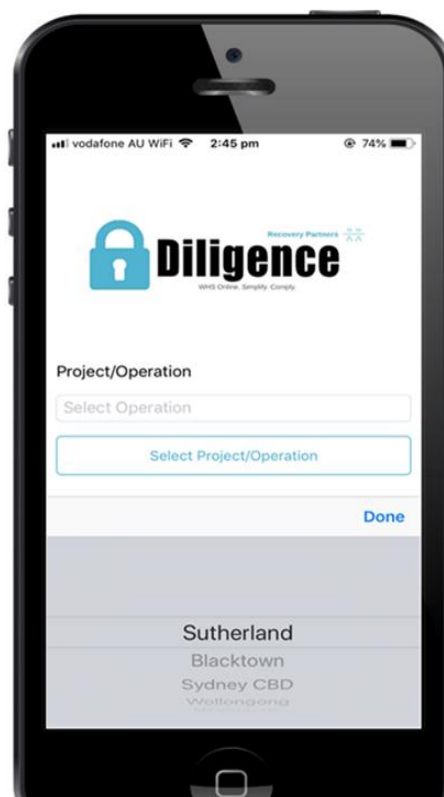 vodafone AU WiFi 2:45 pm 74%
Recovery Partners
Diligence
WHS Online. Simplify. Comply.
Project/Operation
Select Operation
Select Project/Operation
Done
Sutherland
Blacktown
Sydney CBD
Wollongong